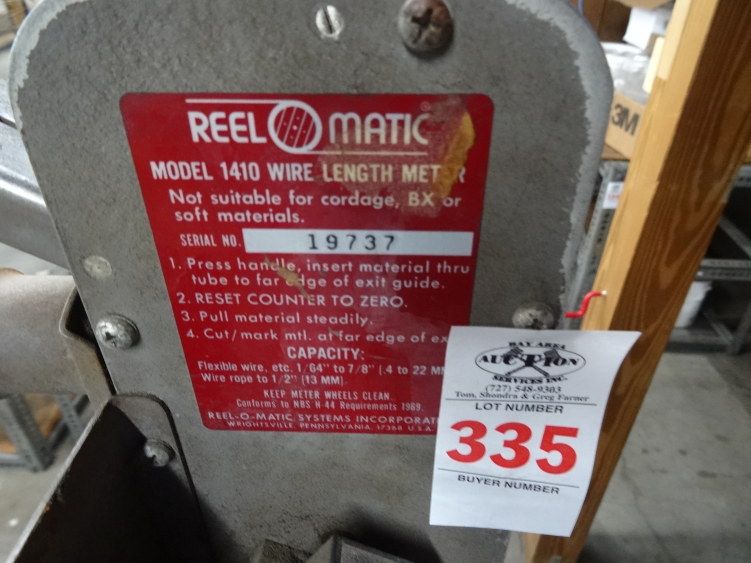 REEL O MATIC
MODEL 1410 WIRE LENGTH METER
Not suitable for cordage, BX or
soft materials.
SERIAL NO. 19737
1. Press handle, insert material thru
tube to far edge of exit guide.
2. RESET COUNTER TO ZERO.
3. Pull material steadily.
4. Cut/mark mtl. at far edge of
CAPACITY:
Flexible wire, etc. 1/64" to 7/8" (.4 to 22 
Wire rope to 1/2" (13 MM).
KEEP METER WHEELS CLEAN.
Conforms to NBS H 44 Requirements 1969.
REEL-O-MATIC SYSTEMS
WRIGHTSVILLE, PENNSYLVANIA, 17368 U.S.A.
BAY AREA
AUCTION
SERVICES INC.
(727) 548-9303
Tom, Shondra & Greg Farner
LOT NUMBER
335
BUYER NUMBER
3M